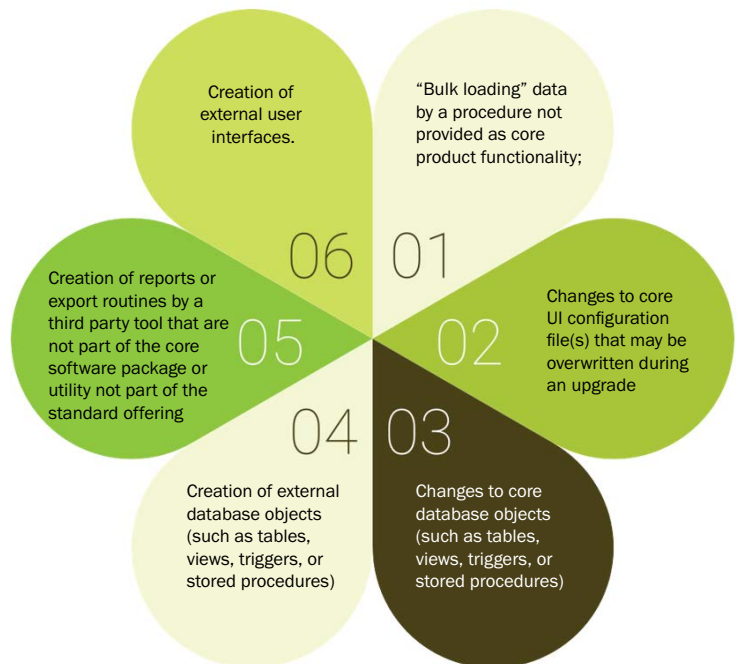 01
“Bulk loading” data
by a procedure not
provided as core
product functionality;
02
Changes to core
UI configuration
file(s) that may be
overwritten during
an upgrade
03
Changes to core
database objects
(such as tables,
views, triggers, or
stored procedures)
04
Creation of external
database objects
(such as tables,
views, triggers, or
stored procedures)
05
Creation of reports or
export routines by a
third party tool that are
not part of the core
software package or
utility not part of the
standard offering
06
Creation of
external user
interfaces.